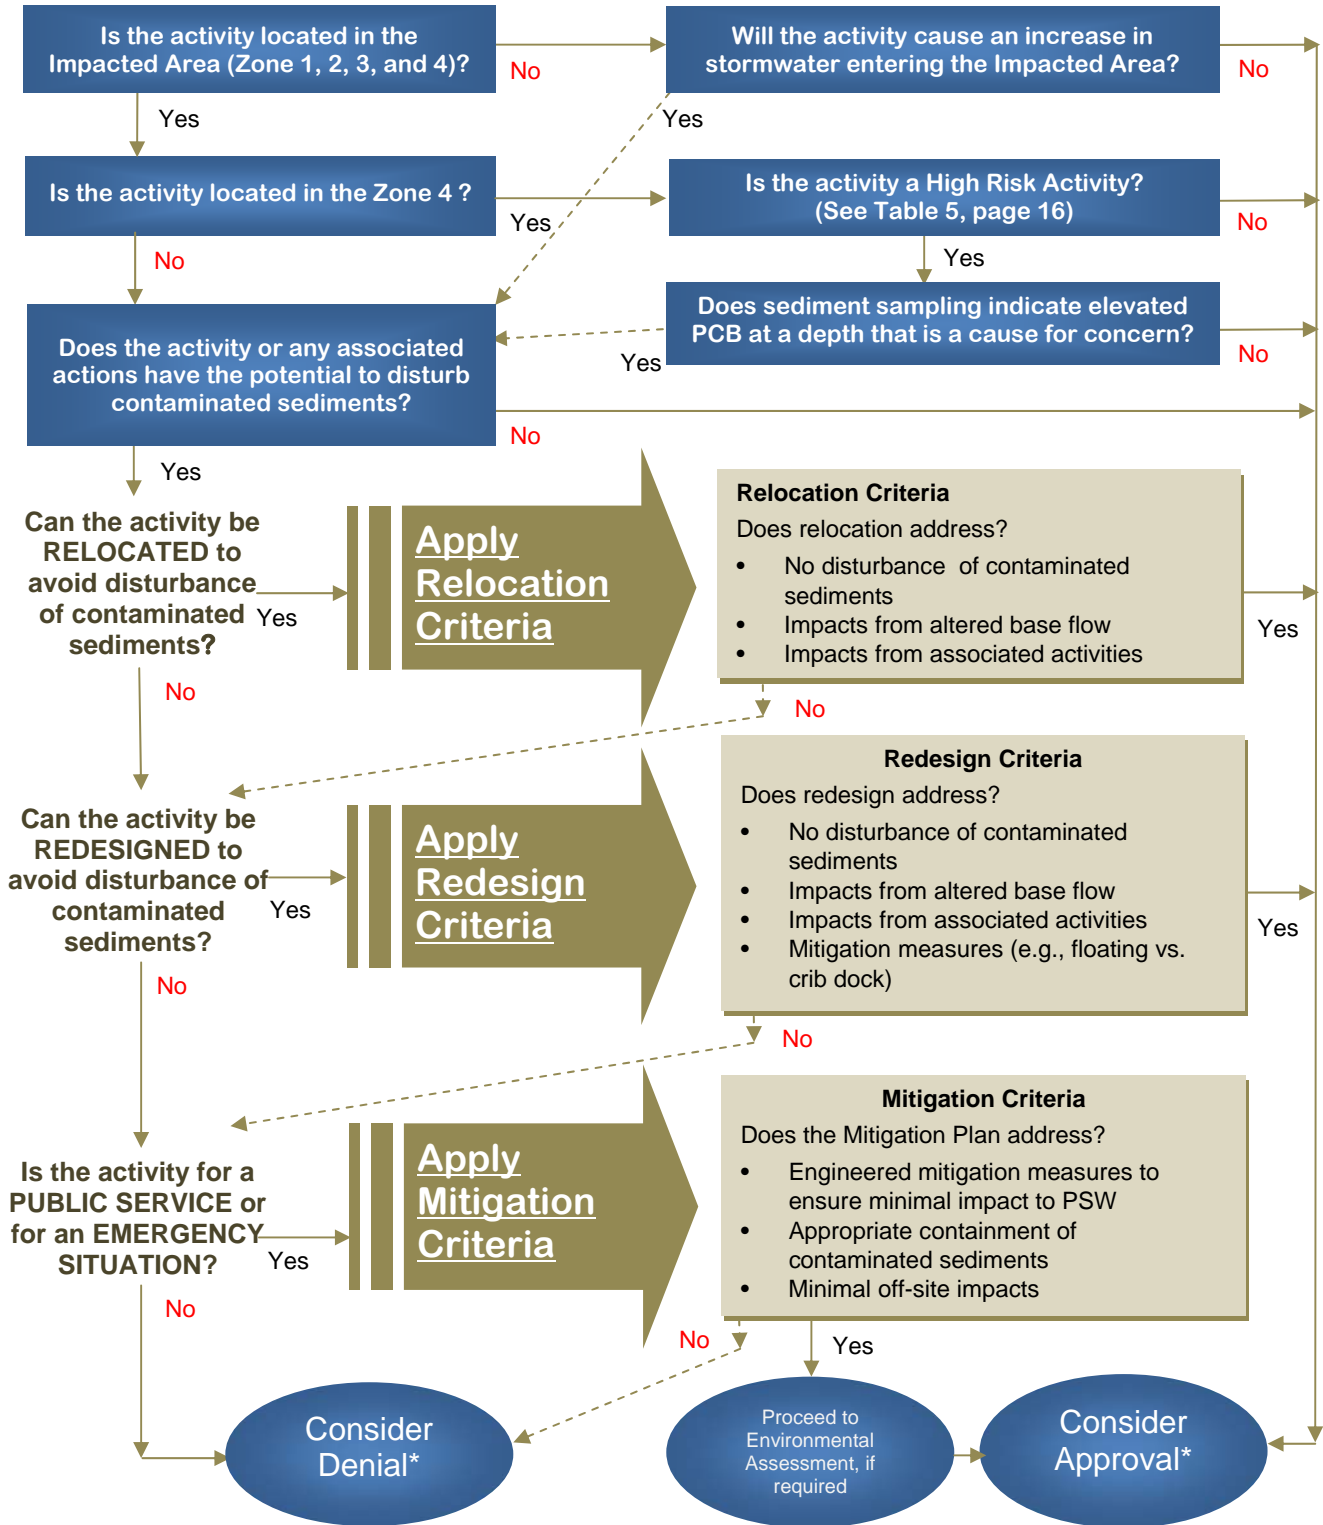 Is the activity located in the
Impacted Area (Zone 1, 2, 3, and 4)?
No
Will the activity cause an increase in
stormwater entering the Impacted Area?
No
Yes
Yes
Is the activity located in the Zone 4 ?
Yes
Is the activity a High Risk Activity?
(See Table 5, page 16)
No
No
Yes
Does the activity or any associated
actions have the potential to disturb
contaminated sediments?
Does sediment sampling indicate elevated
PCB at a depth that is a cause for concern?
Yes
No
No
Yes
Can the activity be
RELOCATED to
avoid disturbance
of contaminated
sediments?
Yes
Apply
Relocation
Criteria
Relocation Criteria
Does relocation address?
• No disturbance of contaminated
sediments
• Impacts from altered base flow
• Impacts from associated activities
Yes
No
No
Can the activity be
REDESIGNED to
avoid disturbance of
contaminated
sediments?
Yes
Apply
Redesign
Criteria
Redesign Criteria
Does redesign address?
• No disturbance of contaminated
sediments
• Impacts from altered base flow
• Impacts from associated activities
• Mitigation measures (e.g., floating vs.
crib dock)
Yes
No
No
Is the activity for a
PUBLIC SERVICE or
for an EMERGENCY
SITUATION?
Yes
Apply
Mitigation
Criteria
Mitigation Criteria
Does the Mitigation Plan address?
• Engineered mitigation measures to
ensure minimal impact to PSW
• Appropriate containment of
contaminated sediments
• Minimal off-site impacts
No
No
Yes
Consider
Denial*
Proceed to
Environmental
Assessment, if
required
Consider
Approval*